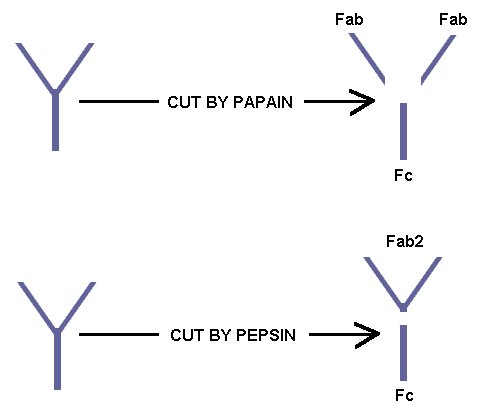 Fab Fab
CUT BY PAPAIN
Fc
Fab2
CUT BY PEPSIN
Fc